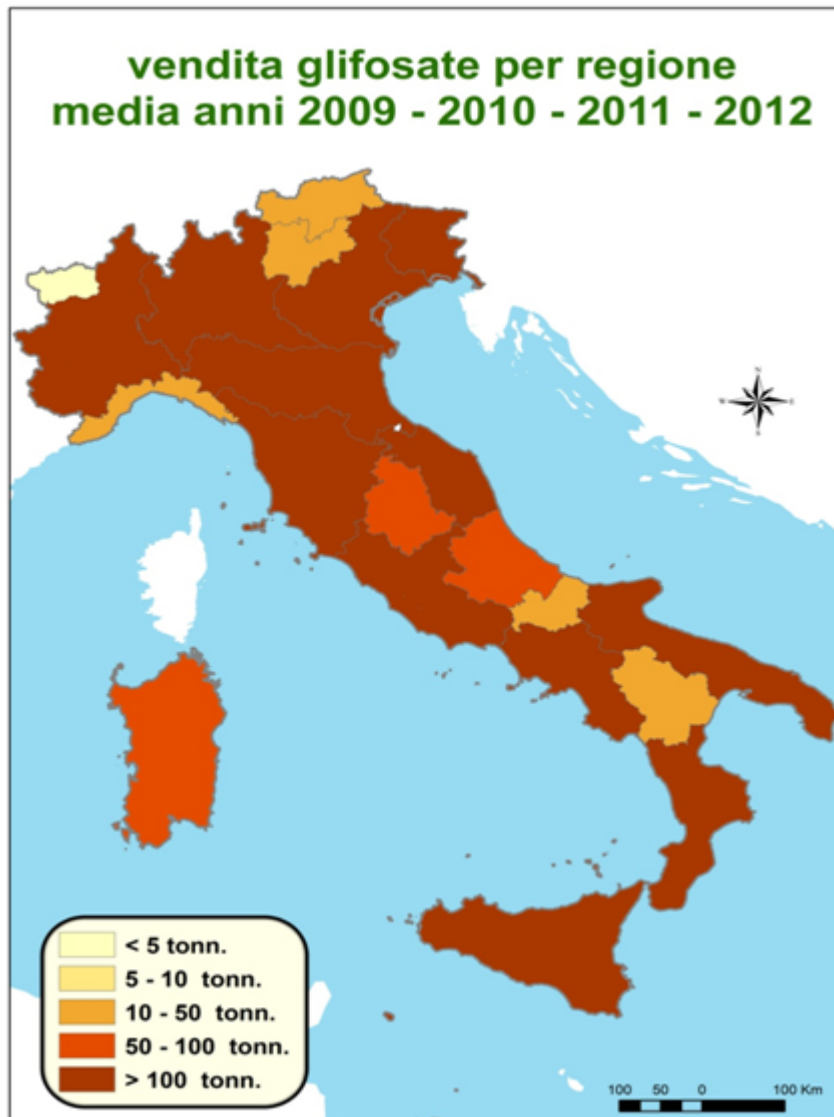 vendita glifosate per regione
media anni 2009 - 2010 - 2011 - 2012
N
W E
S
< 5 tonn.
5 - 10 tonn.
10 - 50 tonn.
50 - 100 tonn.
> 100 tonn.
100 50 0 100 Km